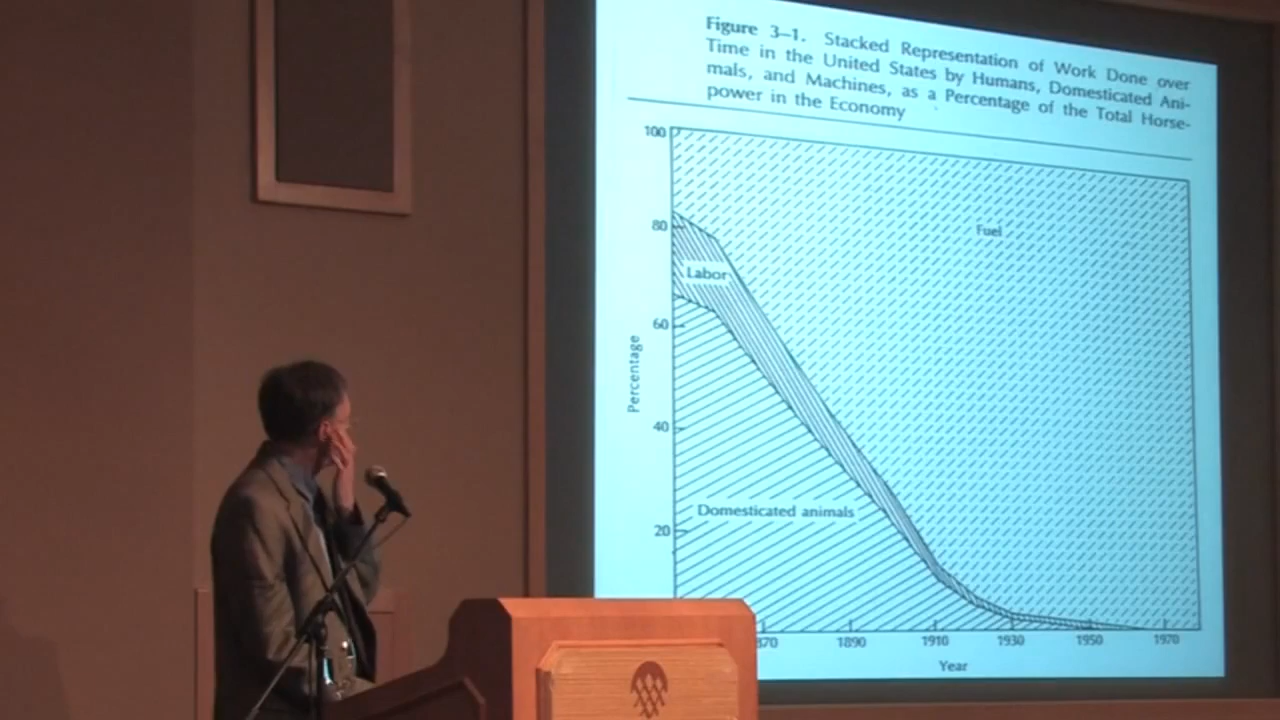 Figure 3–1. Stacked Representation of Work Done over
Time in the United States by Humans, Domesticated Ani-
mals, and Machines, as a Percentage of the Total Horse-
power in the Economy
100
80
60
40
20
Percentage
Fuel
Labor
Domesticated animals
1890
1910
1930
1950
1970
Year